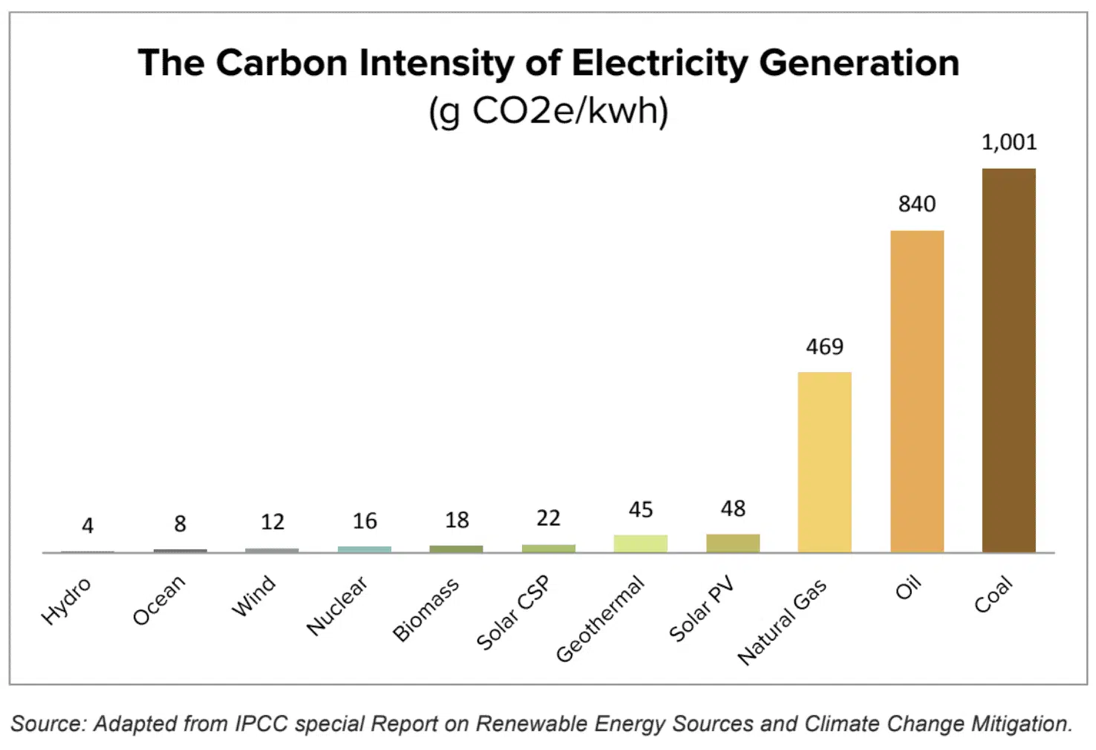 The Carbon Intensity of Electricity Generation
(g CO2e/kwh)
1,001
840
469
4
8
12
16
18
22
45
48
Hydro
Ocean
Wind
Nuclear
Biomass
Solar CSP
Geothermal
Solar PV
Natural Gas
Oil
Coal
Source: Adapted from IPCC special Report on Renewable Energy Sources and Climate Change Mitigation.